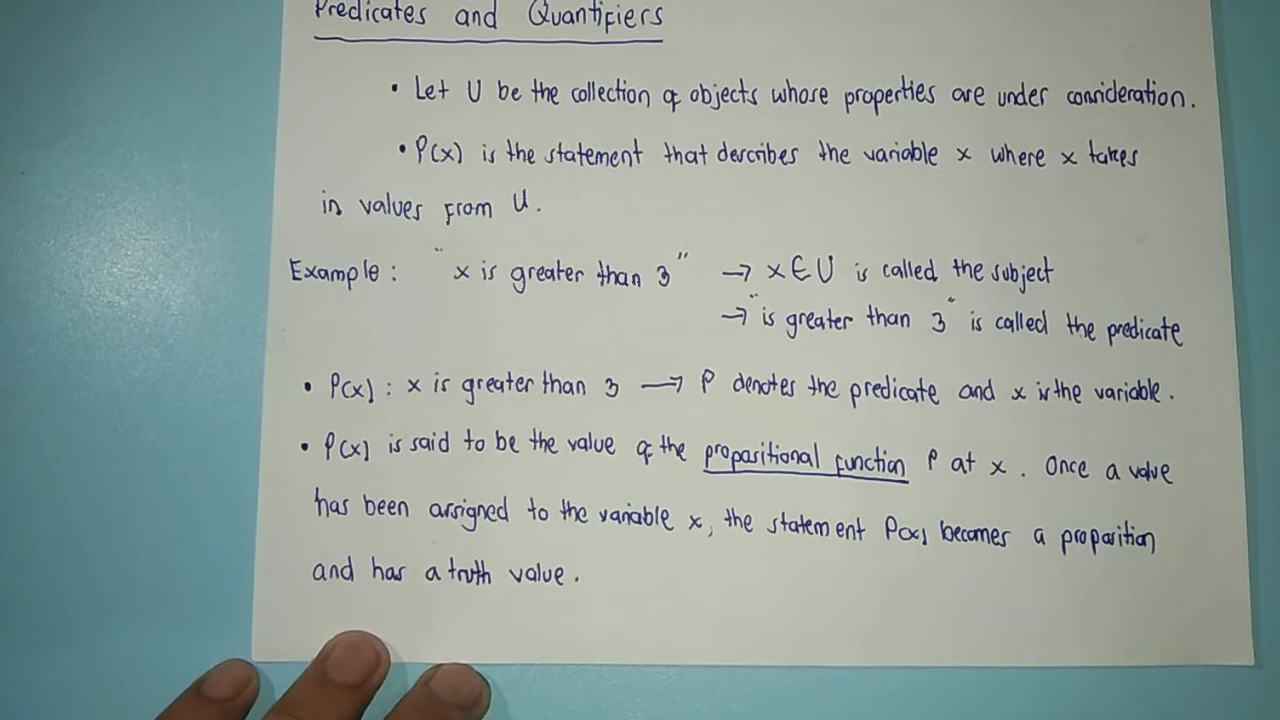 Predicates and Quantifiers
• Let U be the collection of objects whose properties are under consideration.
• P(x) is the statement that describes the variable x where x takes
in values from U.
Example: "x is greater than 3" → x∈U is called the subject
→ "is greater than 3" is called the predicate
• P(x): x is greater than 3 → P denotes the predicate and x is the variable.
• P(x) is said to be the value of the propositional function P at x. Once a value
has been assigned to the variable x, the statement P(x) becomes a proposition
and has a truth value.